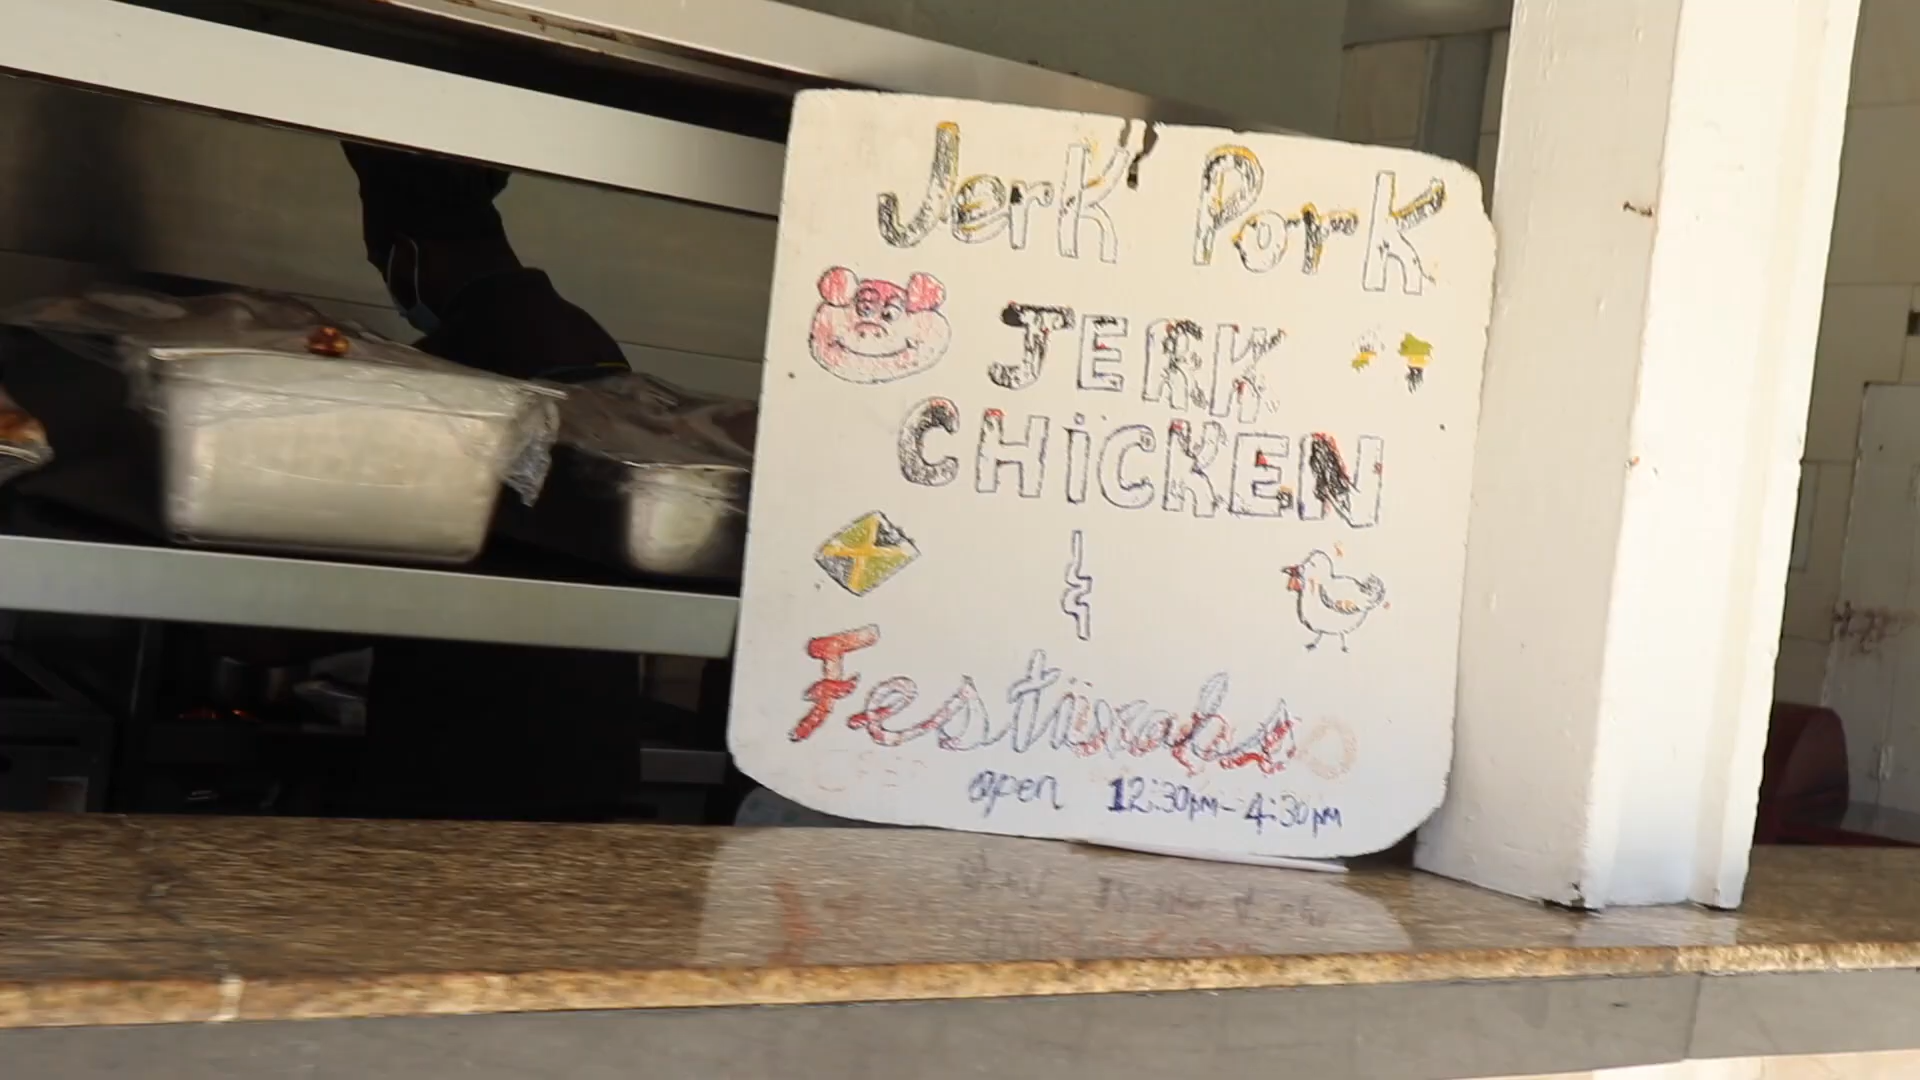 Jerk Pork
JERK
CHiCKEN
&
Festivals
open 12:30pm-4:30pm